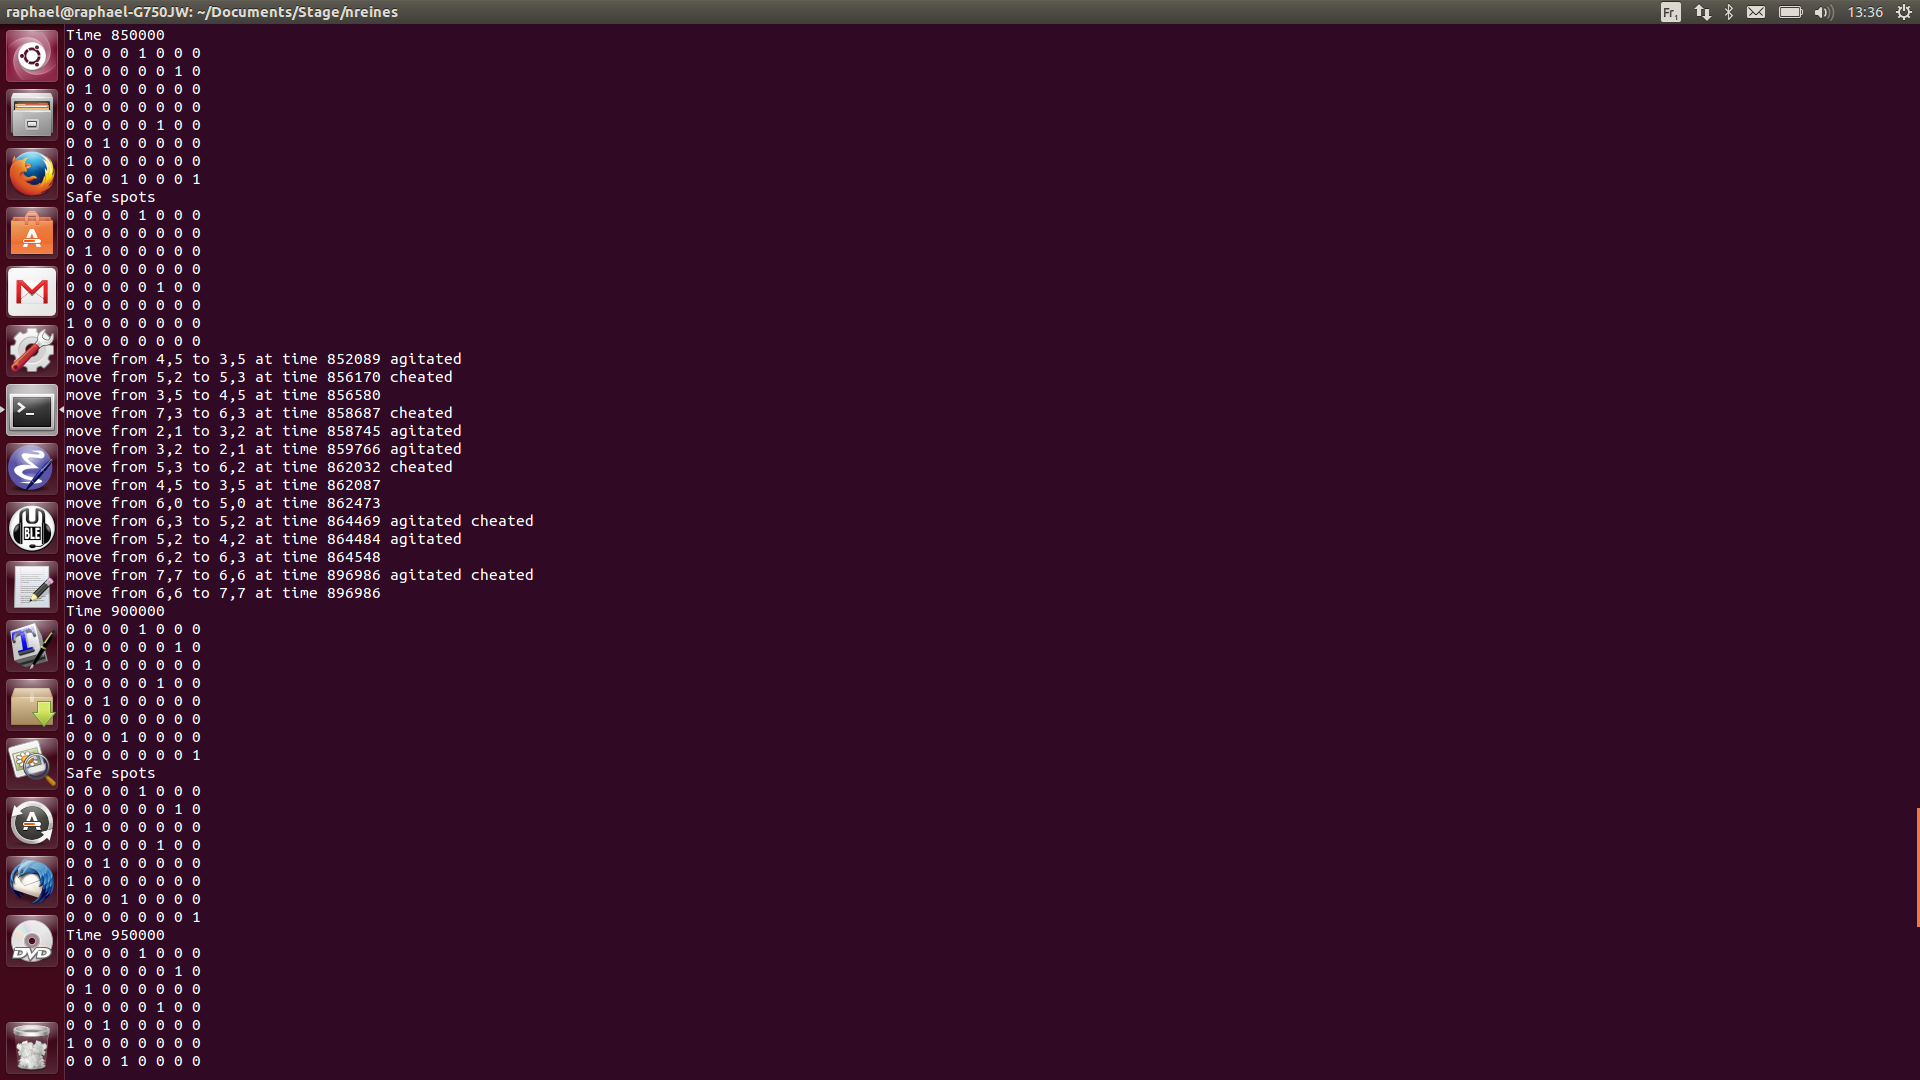 raphael@raphael-G750JW: ~/Documents/Stage/nreines
Fr1
13:36
Time 850000
0 0 0 0 1 0 0 0
0 0 0 0 0 0 1 0
0 1 0 0 0 0 0 0
0 0 0 0 0 0 0 0
0 0 0 0 0 1 0 0
0 0 1 0 0 0 0 0
1 0 0 0 0 0 0 0
0 0 0 1 0 0 0 1
Safe spots
0 0 0 0 1 0 0 0
0 0 0 0 0 0 0 0
0 1 0 0 0 0 0 0
0 0 0 0 0 0 0 0
0 0 0 0 0 1 0 0
0 0 0 0 0 0 0 0
1 0 0 0 0 0 0 0
0 0 0 0 0 0 0 0
move from 4,5 to 3,5 at time 852089 agitated
move from 5,2 to 5,3 at time 856170 cheated
move from 3,5 to 4,5 at time 856580
move from 7,3 to 6,3 at time 858687 cheated
move from 2,1 to 3,2 at time 858745 agitated
move from 3,2 to 2,1 at time 859766 agitated
move from 5,3 to 6,2 at time 862032 cheated
move from 4,5 to 3,5 at time 862087
move from 6,0 to 5,0 at time 862473
move from 6,3 to 5,2 at time 864469 agitated cheated
move from 5,2 to 4,2 at time 864484 agitated
move from 6,2 to 6,3 at time 864548
move from 7,7 to 6,6 at time 896986 agitated cheated
move from 6,6 to 7,7 at time 896986
Time 900000
0 0 0 0 1 0 0 0
0 0 0 0 0 0 1 0
0 1 0 0 0 0 0 0
0 0 0 0 0 1 0 0
0 0 1 0 0 0 0 0
1 0 0 0 0 0 0 0
0 0 0 1 0 0 0 0
0 0 0 0 0 0 0 1
Safe spots
0 0 0 0 1 0 0 0
0 0 0 0 0 0 1 0
0 1 0 0 0 0 0 0
0 0 0 0 0 1 0 0
0 0 1 0 0 0 0 0
1 0 0 0 0 0 0 0
0 0 0 1 0 0 0 0
0 0 0 0 0 0 0 1
Time 950000
0 0 0 0 1 0 0 0
0 0 0 0 0 0 1 0
0 1 0 0 0 0 0 0
0 0 0 0 0 1 0 0
0 0 1 0 0 0 0 0
1 0 0 0 0 0 0 0
0 0 0 1 0 0 0 0
BLE
DVD